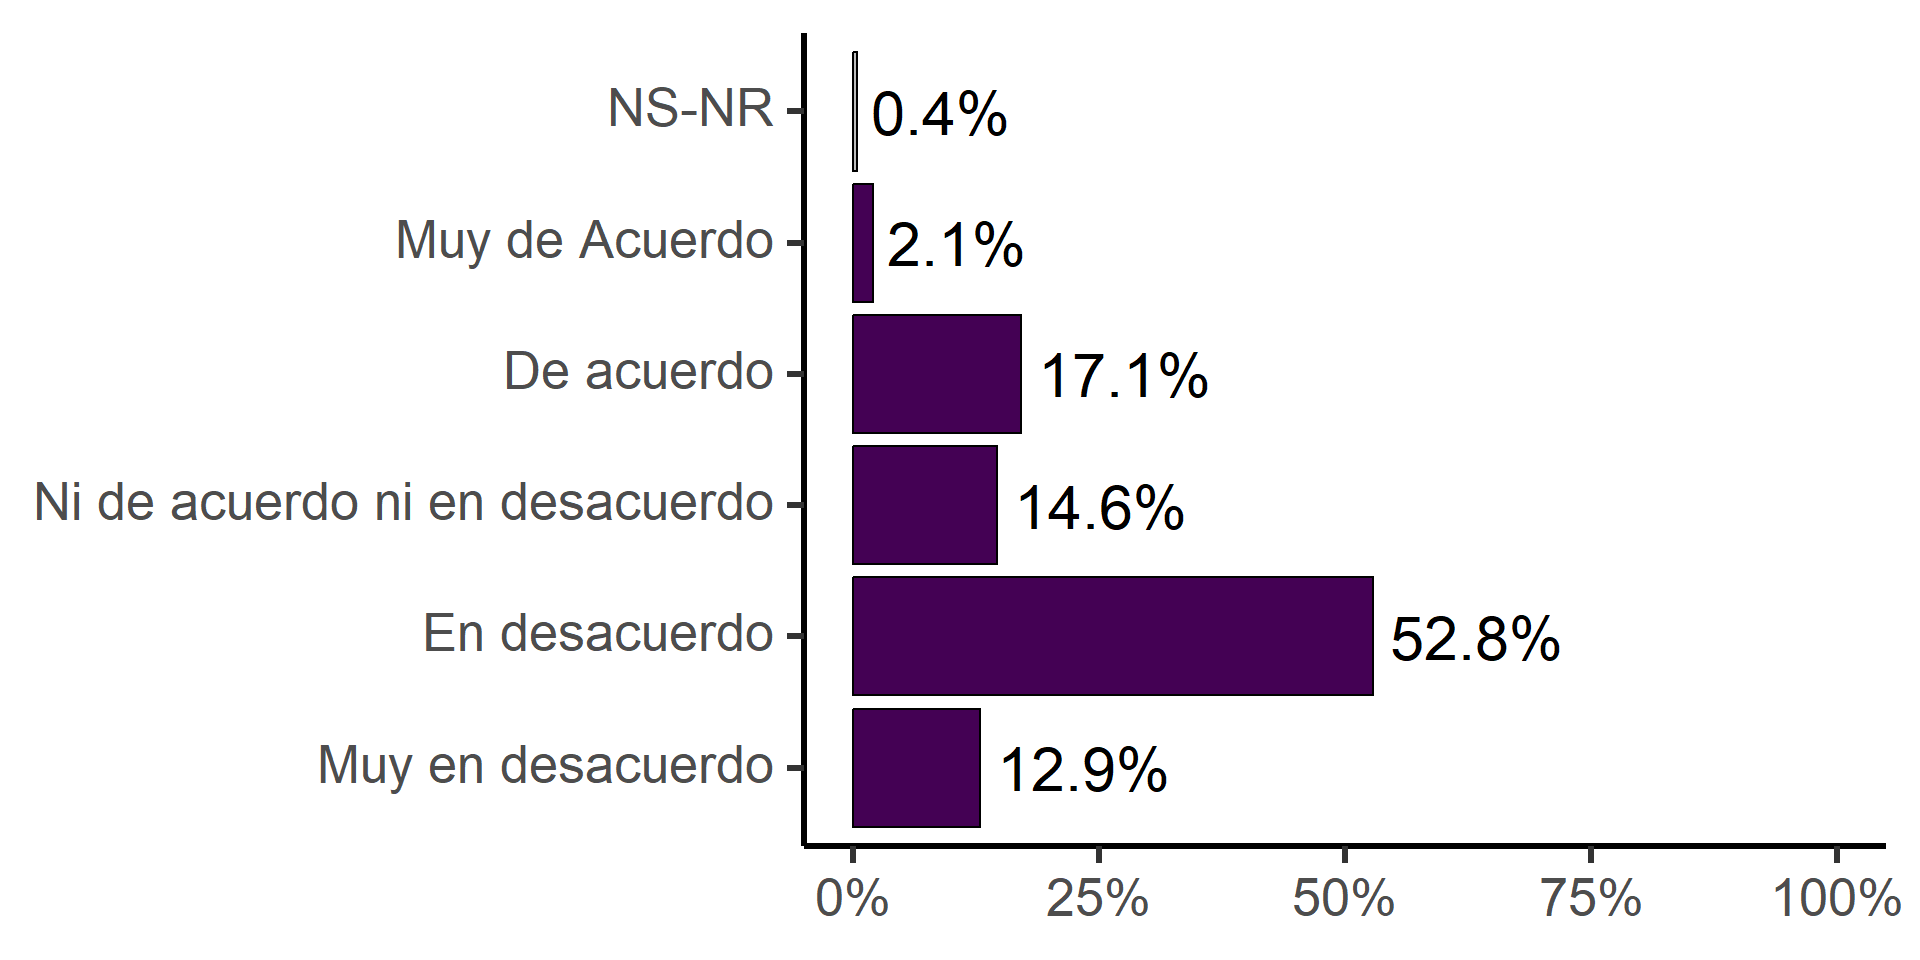 NS-NR 0.4%
Muy de Acuerdo 2.1%
De acuerdo 17.1%
Ni de acuerdo ni en desacuerdo 14.6%
En desacuerdo 52.8%
Muy en desacuerdo 12.9%
0% 25% 50% 75% 100%